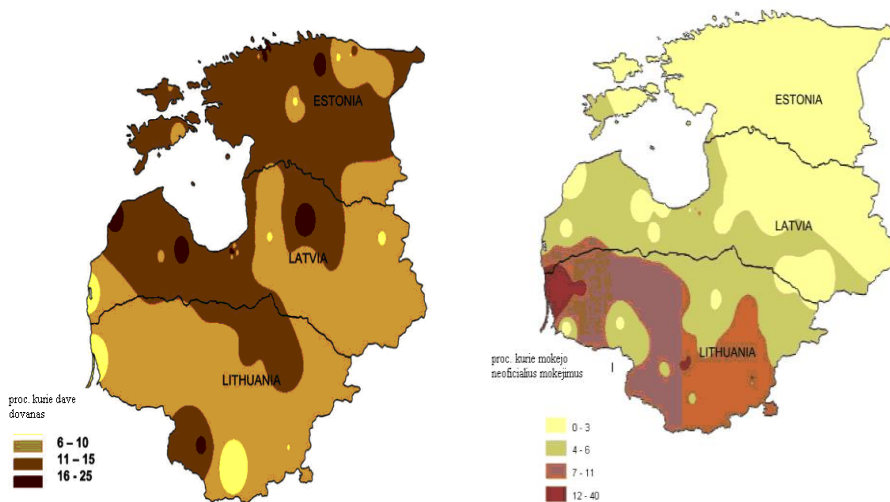 ESTONIA
LATVIA
LITHUANIA
proc. kurie dave
dovanas
6 – 10
11 – 15
16 - 25
ESTONIA
LATVIA
LITHUANIA
proc. kurie mokejo
neoficialius mokejimus
0 - 3
4 - 6
7 - 11
12 - 40